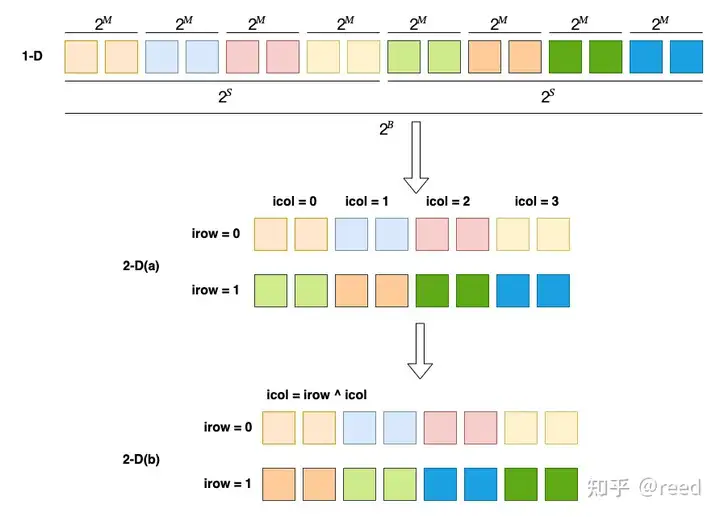 2^M 2^M 2^M 2^M 2^M 2^M 2^M 2^M
1-D
2^S 2^S
2^B
icol = 0 icol = 1 icol = 2 icol = 3
irow = 0
2-D(a)
irow = 1
icol = irow ^ icol
irow = 0
2-D(b)
irow = 1
知乎 @reed